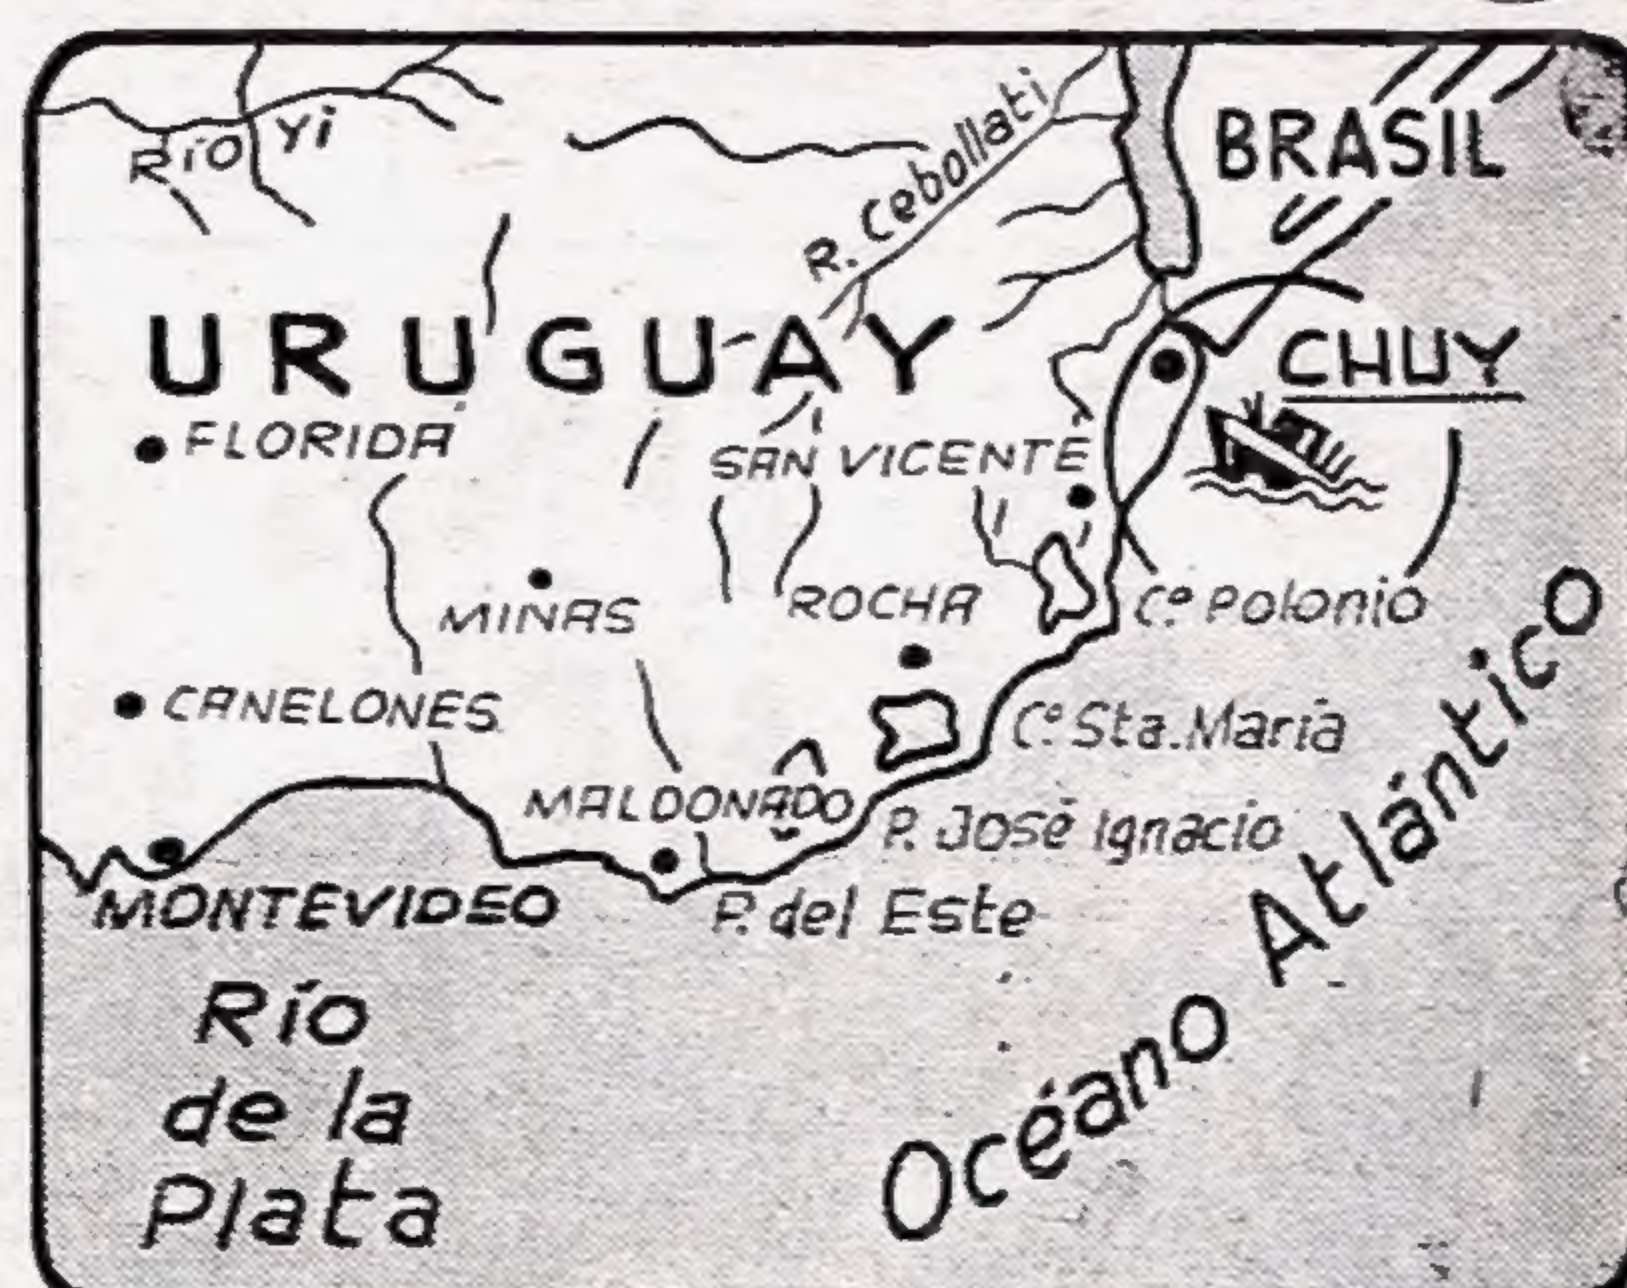 BRASIL
Río Yi
R. Cebollati
URUGUAY
CHUY
FLORIDA
SAN VICENTE
MINAS
ROCHA
Cº Polonio
CANELONES
Cº Sta. María
MALDONADO
P. José Ignacio
MONTEVIDEO
P. del Este
Océano Atlántico
Río
de la
Plata